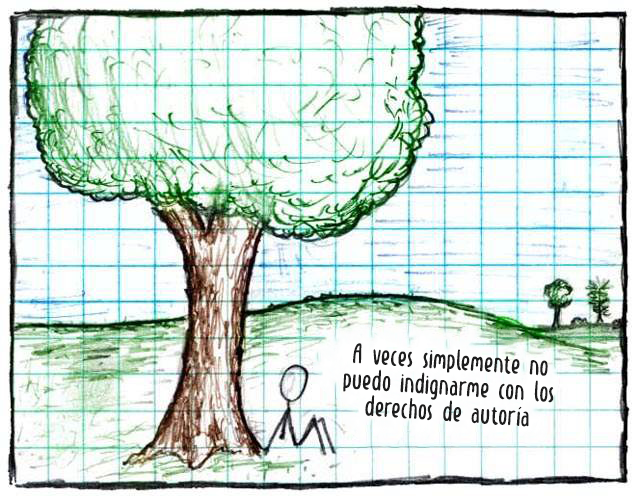 A veces simplemente no
puedo indignarme con los
derechos de autoría